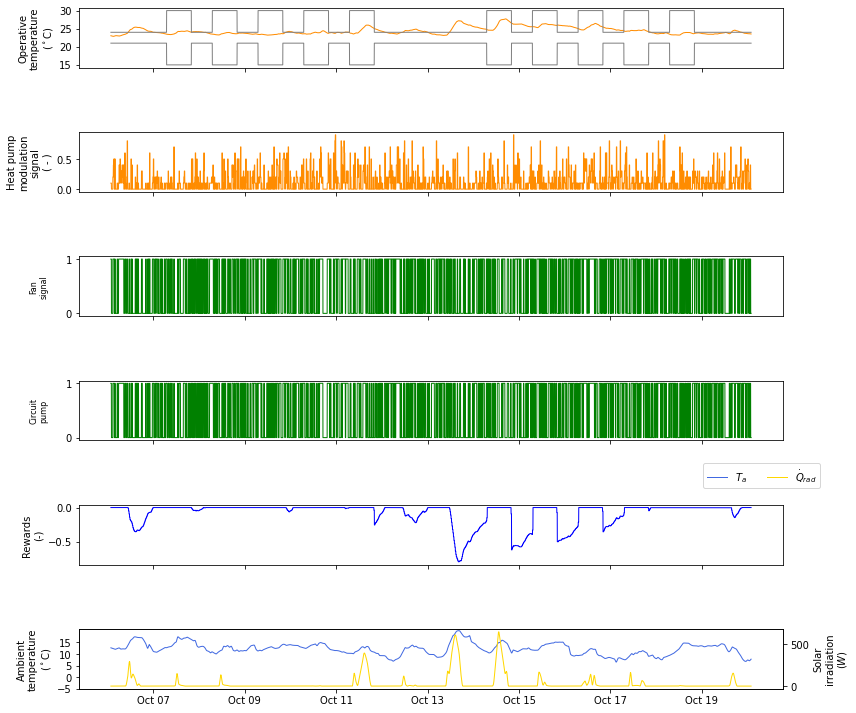 Operative
temperature
(°C)
30
25
20
15
Heat pump
modulation
signal
( - )
0.5
0.0
Fan
signal
1
0
Circuit
pump
1
0
Tₐ Q̇rad
Rewards
(-)
0.0
−0.5
Ambient
temperature
(°C)
15
10
5
0
−5
500
0
Solar
irradiation
(W)
Oct 07 Oct 09 Oct 11 Oct 13 Oct 15 Oct 17 Oct 19